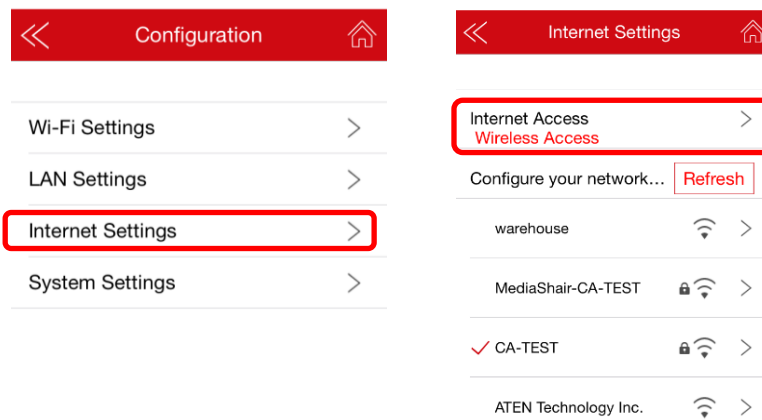 Configuration
Wi-Fi Settings
LAN Settings
Internet Settings
System Settings
Internet Settings
Internet Access
Wireless Access
Configure your network... Refresh
warehouse
MediaShair-CA-TEST
CA-TEST
ATEN Technology Inc.